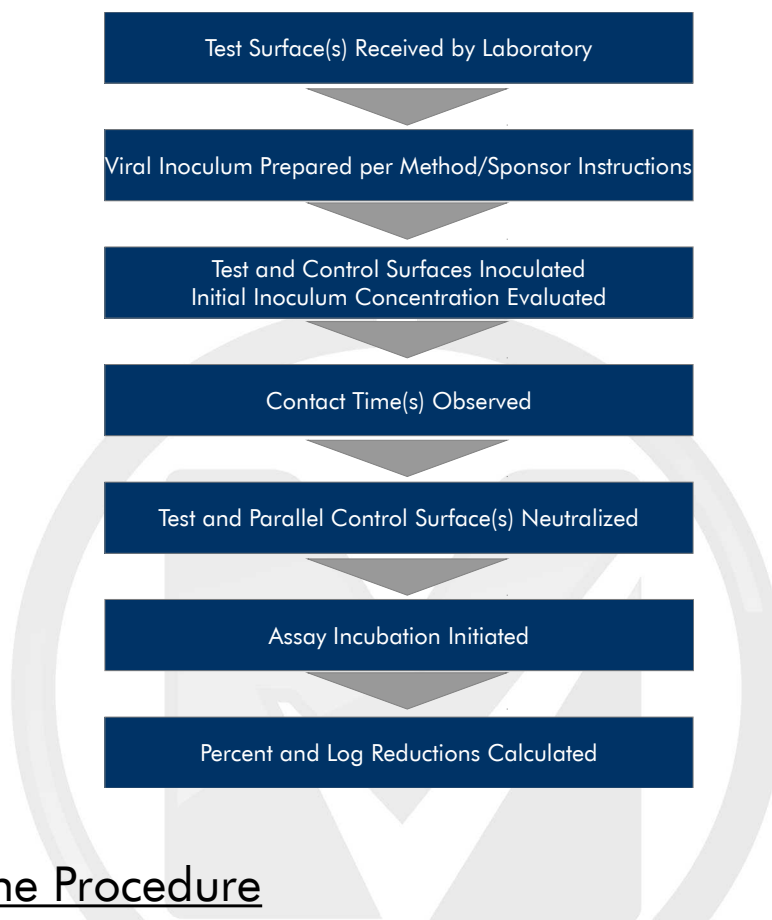 Test Surface(s) Received by Laboratory
Viral Inoculum Prepared per Method/Sponsor Instructions
Test and Control Surfaces Inoculated
Initial Inoculum Concentration Evaluated
Contact Time(s) Observed
Test and Parallel Control Surface(s) Neutralized
Assay Incubation Initiated
Percent and Log Reductions Calculated
Procedure